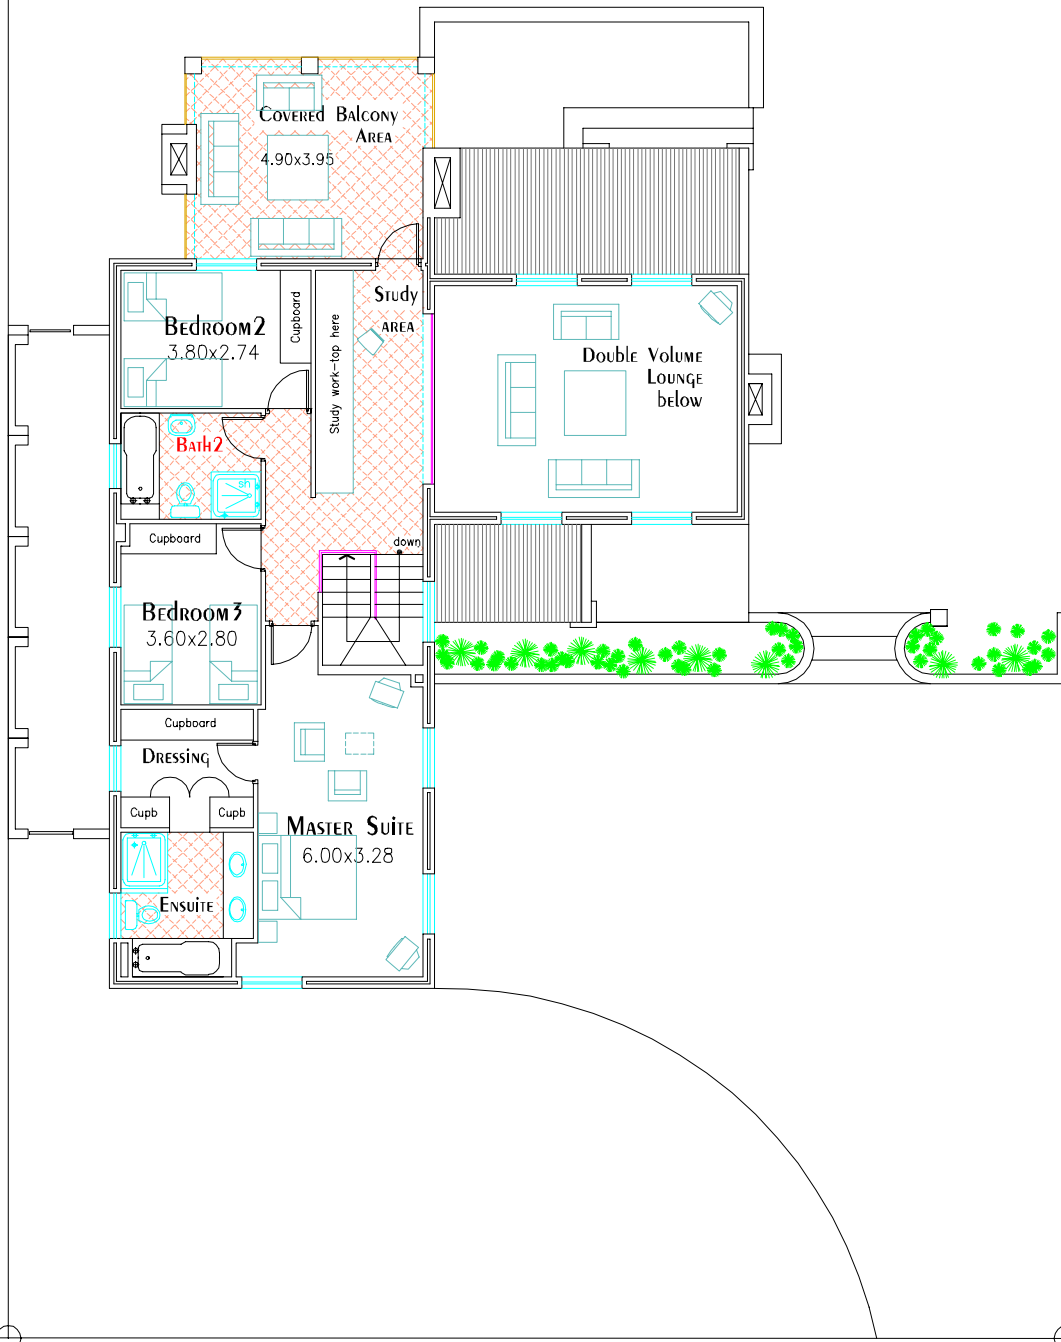 Covered Balcony
Area
4.90x3.95
Study
area
Bedroom2
3.80x2.74
Cupboard
Study work-top here
Double Volume
Lounge
below
Bath2
sh
Cupboard
down
Bedroom3
3.60x2.80
Cupboard
Dressing
Cupb
Cupb
Master Suite
6.00x3.28
Ensuite